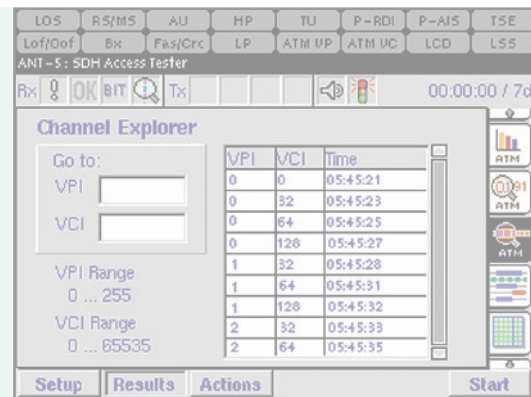 LOS RS/MS AU HP TU P-RDI P-AIS TSE
Lof/Oof Bx Fas/Crc LP ATM VP ATM VC LCD LSS
ANT-5 : SDH Access Tester
Rx OK BIT Tx 00:00:00 / 7d
Channel Explorer
Go to:
VPI
VCI
VPI Range
0 ... 255
VCI Range
0 ... 65535
VPI VCI Time
0 0 05:45:21
0 32 05:45:23
0 64 05:45:25
0 128 05:45:27
1 32 05:45:28
1 64 05:45:31
1 128 05:45:32
2 32 05:45:33
2 64 05:45:35
ATM
ATM
ATM
Setup Results Actions Start